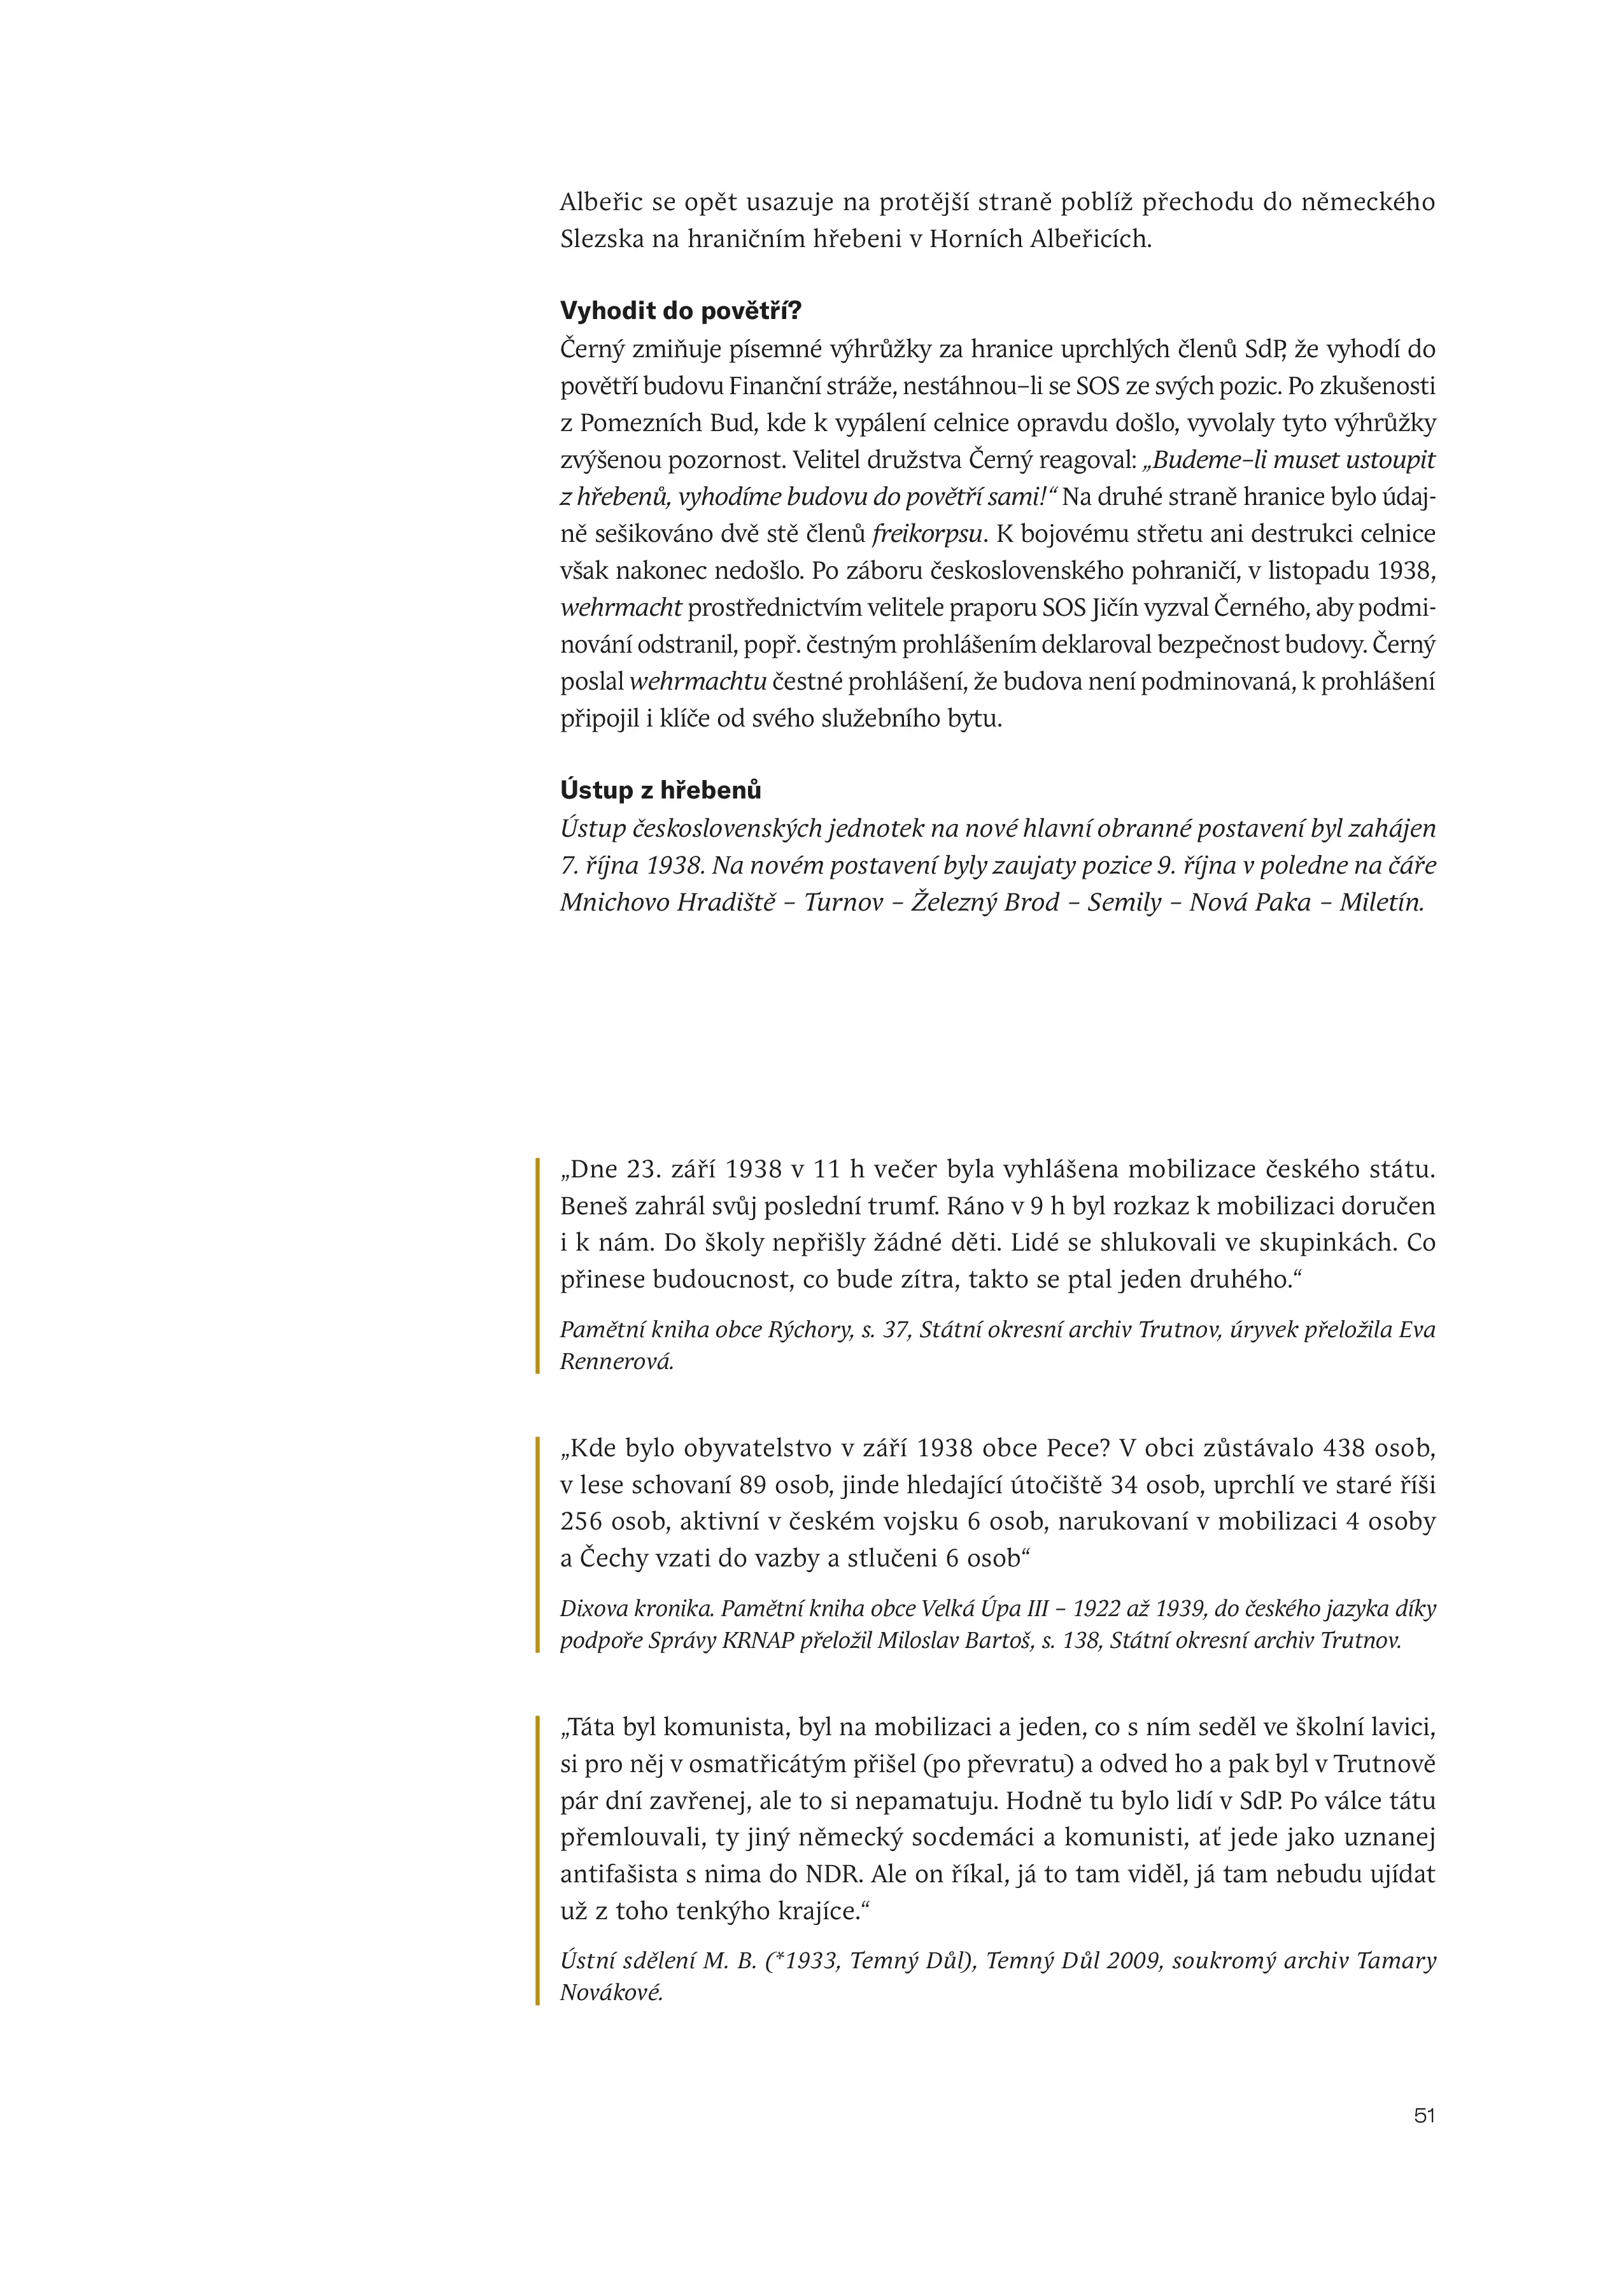 Albeřic se opět usazuje na protější straně poblíž přechodu do německého
Slezska na hraničním hřebeni v Horních Albeřicích.
Vyhodit do povětří?
Černý zmiňuje písemné výhrůžky za hranice uprchlých členů SdP, že vyhodí do
povětří budovu Finanční stráže, nestáhnou–li se SOS ze svých pozic. Po zkušenosti
z Pomezních Bud, kde k vypálení celnice opravdu došlo, vyvolaly tyto výhrůžky
zvýšenou pozornost. Velitel družstva Černý reagoval: „Budeme–li muset ustoupit
z hřebenů, vyhodíme budovu do povětří sami!“ Na druhé straně hranice bylo údaj-
ně sešikováno dvě stě členů freikorpsu. K bojovému střetu ani destrukci celnice
však nakonec nedošlo. Po záboru československého pohraničí, v listopadu 1938,
wehrmacht prostřednictvím velitele praporu SOS Jičín vyzval Černého, aby podmi-
nování odstranil, popř. čestným prohlášením deklaroval bezpečnost budovy. Černý
poslal wehrmachtu čestné prohlášení, že budova není podminovaná, k prohlášení
připojil i klíče od svého služebního bytu.
Ústup z hřebenů
Ústup československých jednotek na nové hlavní obranné postavení byl zahájen
7. října 1938. Na novém postavení byly zaujaty pozice 9. října v poledne na čáře
Mnichovo Hradiště – Turnov – Železný Brod – Semily – Nová Paka – Miletín.
„Dne 23. září 1938 v 11 h večer byla vyhlášena mobilizace českého státu.
Beneš zahrál svůj poslední trumf. Ráno v 9 h byl rozkaz k mobilizaci doručen
i k nám. Do školy nepřišly žádné děti. Lidé se shlukovali ve skupinkách. Co
přinese budoucnost, co bude zítra, takto se ptal jeden druhého.“
Pamětní kniha obce Rýchory, s. 37, Státní okresní archiv Trutnov, úryvek přeložila Eva
Rennerová.
„Kde bylo obyvatelstvo v září 1938 obce Pece? V obci zůstávalo 438 osob,
v lese schovaní 89 osob, jinde hledající útočiště 34 osob, uprchlí ve staré říši
256 osob, aktivní v českém vojsku 6 osob, narukovaní v mobilizaci 4 osoby
a Čechy vzati do vazby a stlučeni 6 osob“
Dixova kronika. Pamětní kniha obce Velká Úpa III – 1922 až 1939, do českého jazyka díky
podpoře Správy KRNAP přeložil Miloslav Bartoš, s. 138, Státní okresní archiv Trutnov.
„Táta byl komunista, byl na mobilizaci a jeden, co s ním seděl ve školní lavici,
si pro něj v osmatřicátým přišel (po převratu) a odved ho a pak byl v Trutnově
pár dní zavřenej, ale to si nepamatuju. Hodně tu bylo lidí v SdP. Po válce tátu
přemlouvali, ty jiný německý socdemáci a komunisti, ať jede jako uznanej
antifašista s nima do NDR. Ale on říkal, já to tam viděl, já tam nebudu ujídat
už z toho tenkýho krajíce.“
Ústní sdělení M. B. (*1933, Temný Důl), Temný Důl 2009, soukromý archiv Tamary
Novákové.
51